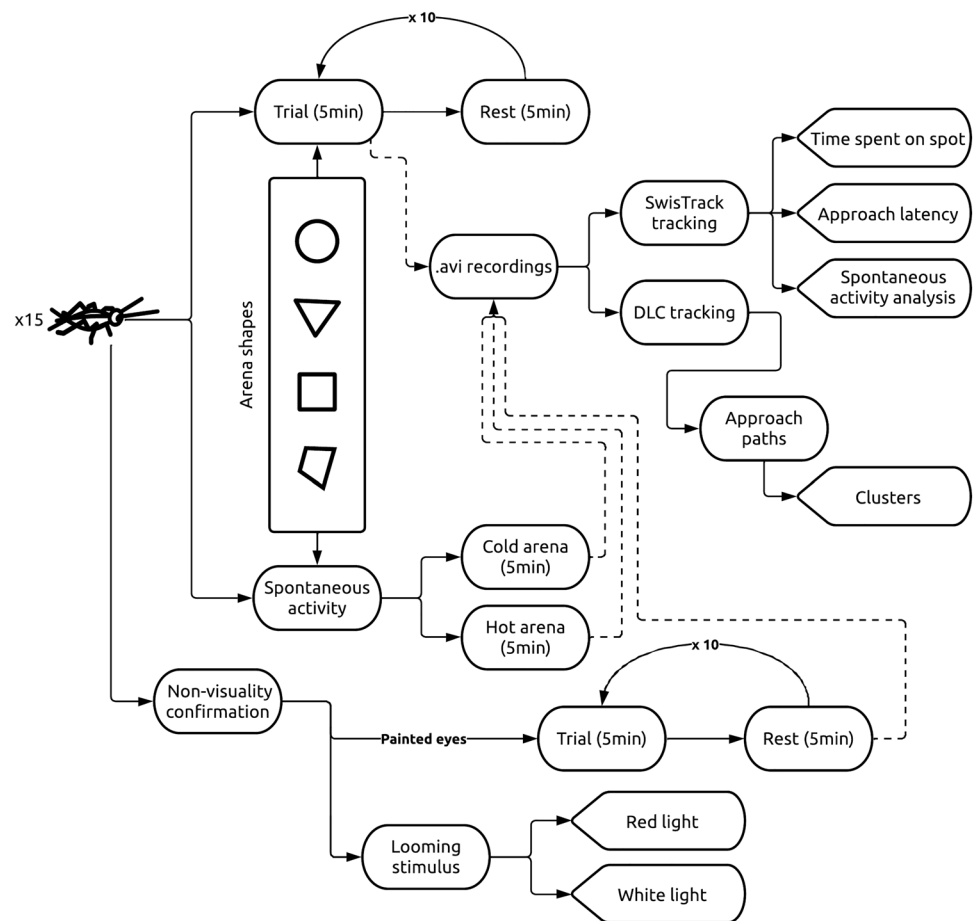 x 10
Trial (5min)
Rest (5min)
Time spent on spot
SwisTrack
tracking
Approach latency
.avi recordings
Spontaneous
activity analysis
DLC tracking
x15
Arena shapes
Approach
paths
Clusters
Cold arena
(5min)
Spontaneous
activity
Hot arena
(5min)
x 10
Non-visuality
confirmation
Painted eyes
Trial (5min)
Rest (5min)
Red light
Looming
stimulus
White light